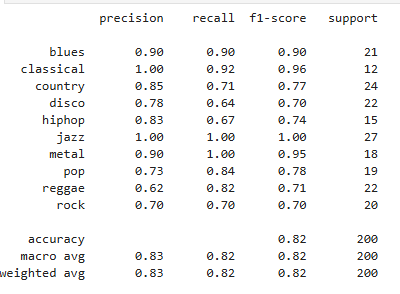 precision recall f1-score support
blues 0.90 0.90 0.90 21
classical 1.00 0.92 0.96 12
country 0.85 0.71 0.77 24
disco 0.78 0.64 0.70 22
hiphop 0.83 0.67 0.74 15
jazz 1.00 1.00 1.00 27
metal 0.90 1.00 0.95 18
pop 0.73 0.84 0.78 19
reggae 0.62 0.82 0.71 22
rock 0.70 0.70 0.70 20
accuracy 0.82 200
macro avg 0.83 0.82 0.82 200
weighted avg 0.83 0.82 0.82 200